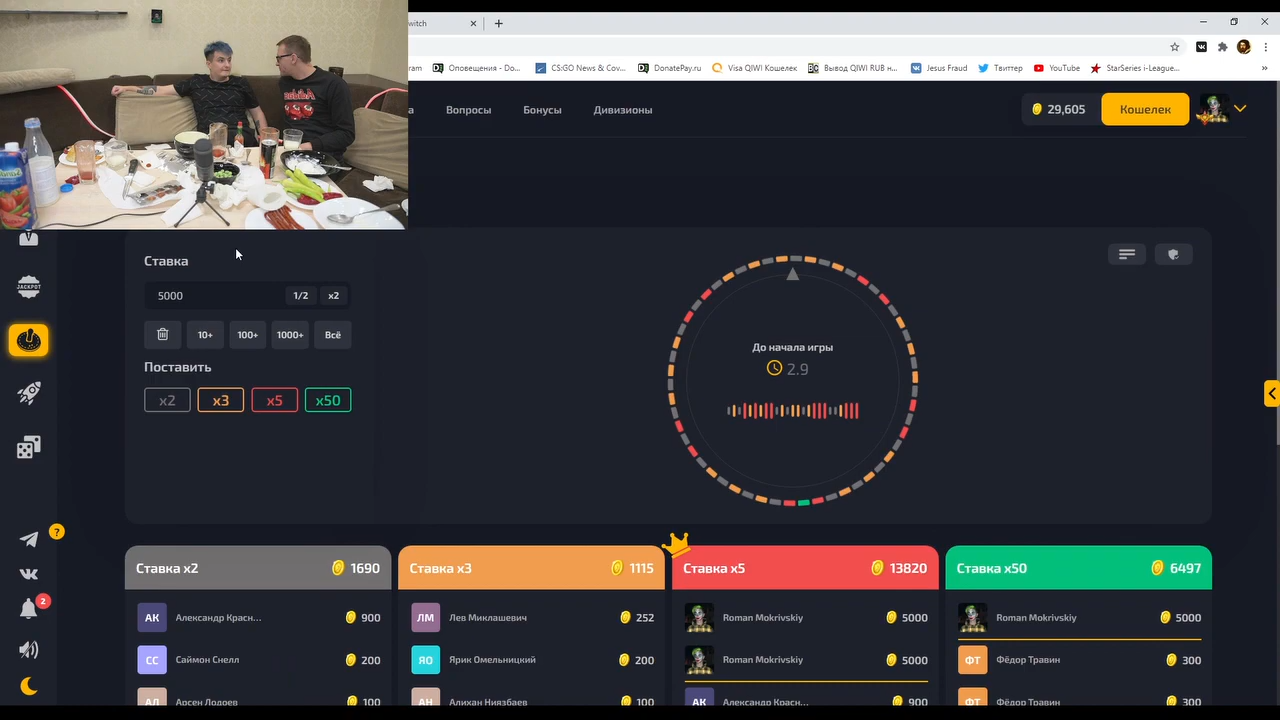 witch
ram
Оповещения - Do...
CS:GO News & Cov...
DonatePay.ru
Visa QIWI Кошелек
Вывод QIWI RUB н...
Jesus Fraud
Твиттер
YouTube
StarSeries i-League...
а
Вопросы
Бонусы
Дивизионы
29,605
Кошелек
Ставка
5000
1/2
x2
10+
100+
1000+
Всё
Поставить
x2
x3
x5
x50
До начала игры
2.9
JACKPOT
?
2
Ставка x2
1690
Ставка x3
1115
Ставка x5
13820
Ставка x50
6497
АК
Александр Красн...
900
ЛМ
Лев Миклашевич
252
Roman Mokrivskiy
5000
Roman Mokrivskiy
5000
СС
Саймон Снелл
200
ЯО
Ярик Омельницкий
200
Roman Mokrivskiy
5000
ФТ
Фёдор Травин
300
АЛ
Арсен Лодоев
100
АН
Алихан Ниязбаев
100
АК
Александр Красн...
900
ФТ
Фёдор Травин
300